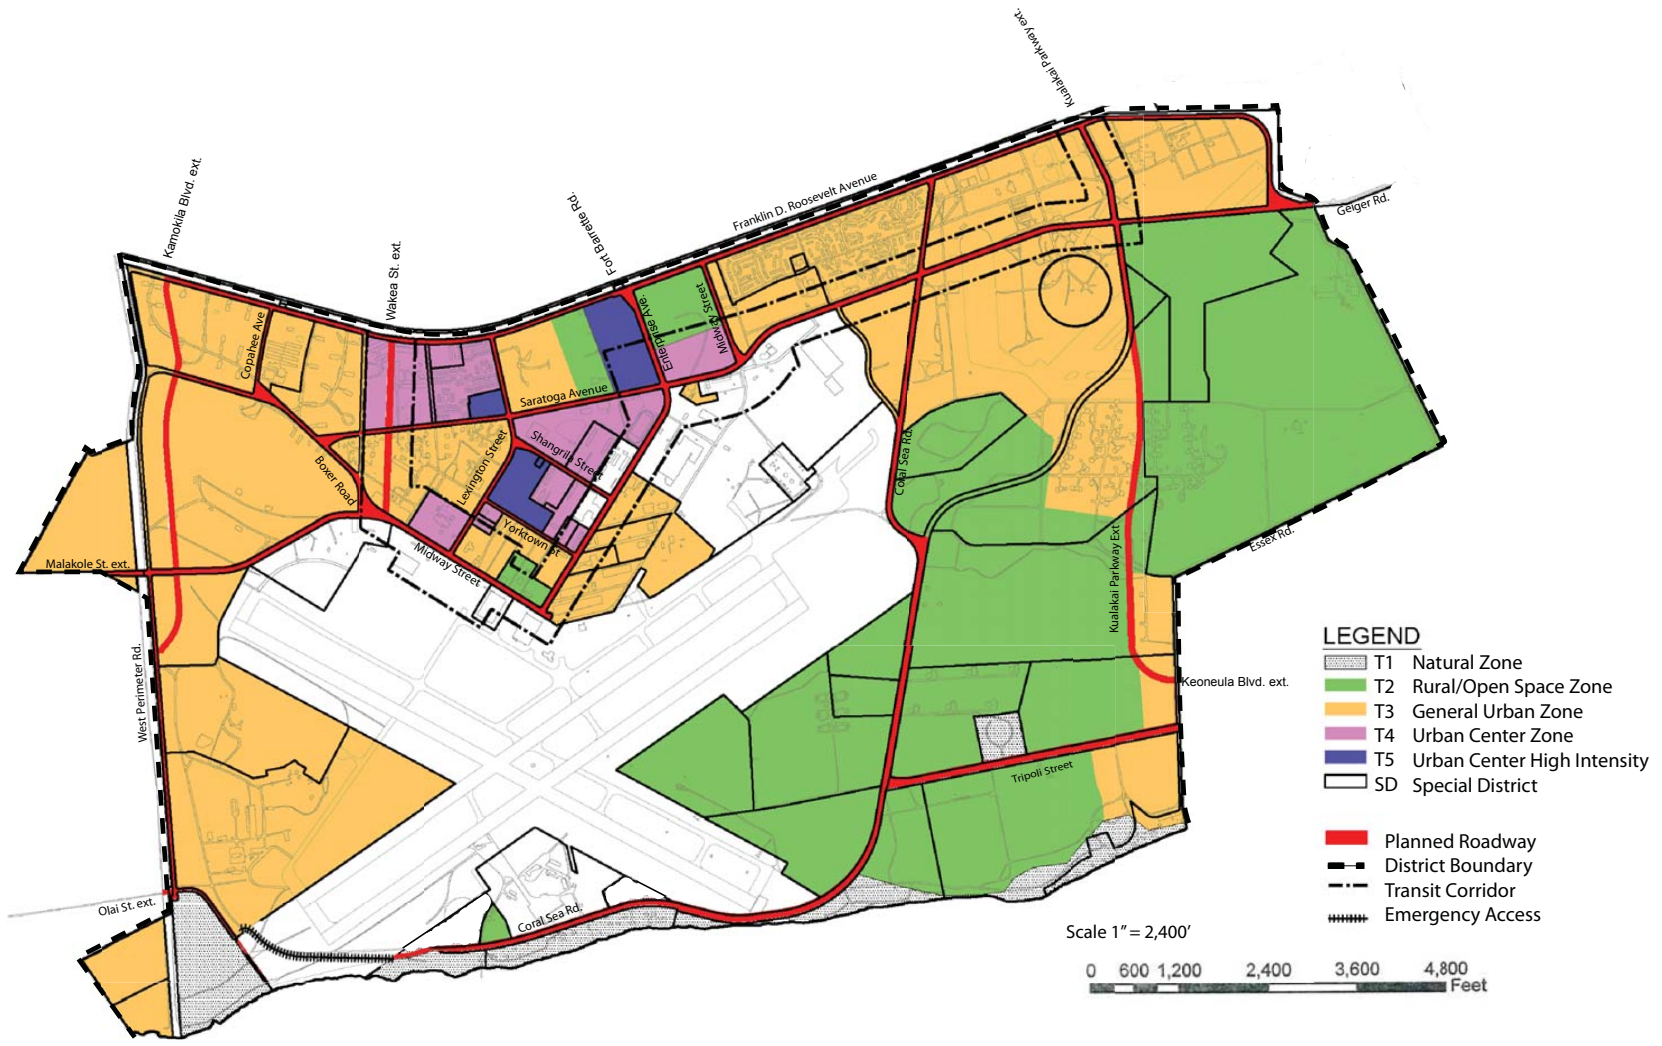 Kualakai Parkway ext.
Kamokila Blvd. ext.
Wakea St. ext.
Fort Barrette Rd.
Franklin D. Roosevelt Avenue
Geiger Rd.
Copahee Ave
Enterprise Ave
Midway Street
Midway
Saratoga Avenue
Shangrila Street
Lexington Street
Boxer Road
Yorktown St
Midway Street
Coral Sea Rd.
Malakole St. ext.
Essex Rd.
Kualakai Parkway Ext
West Perimeter Rd.
Keoneula Blvd. ext.
Tripoli Street
Olai St. ext.
Coral Sea Rd.
LEGEND
T1 Natural Zone
T2 Rural/Open Space Zone
T3 General Urban Zone
T4 Urban Center Zone
T5 Urban Center High Intensity
SD Special District
Planned Roadway
District Boundary
Transit Corridor
Emergency Access
Scale 1” = 2,400’
0 600 1,200 2,400 3,600 4,800
Feet